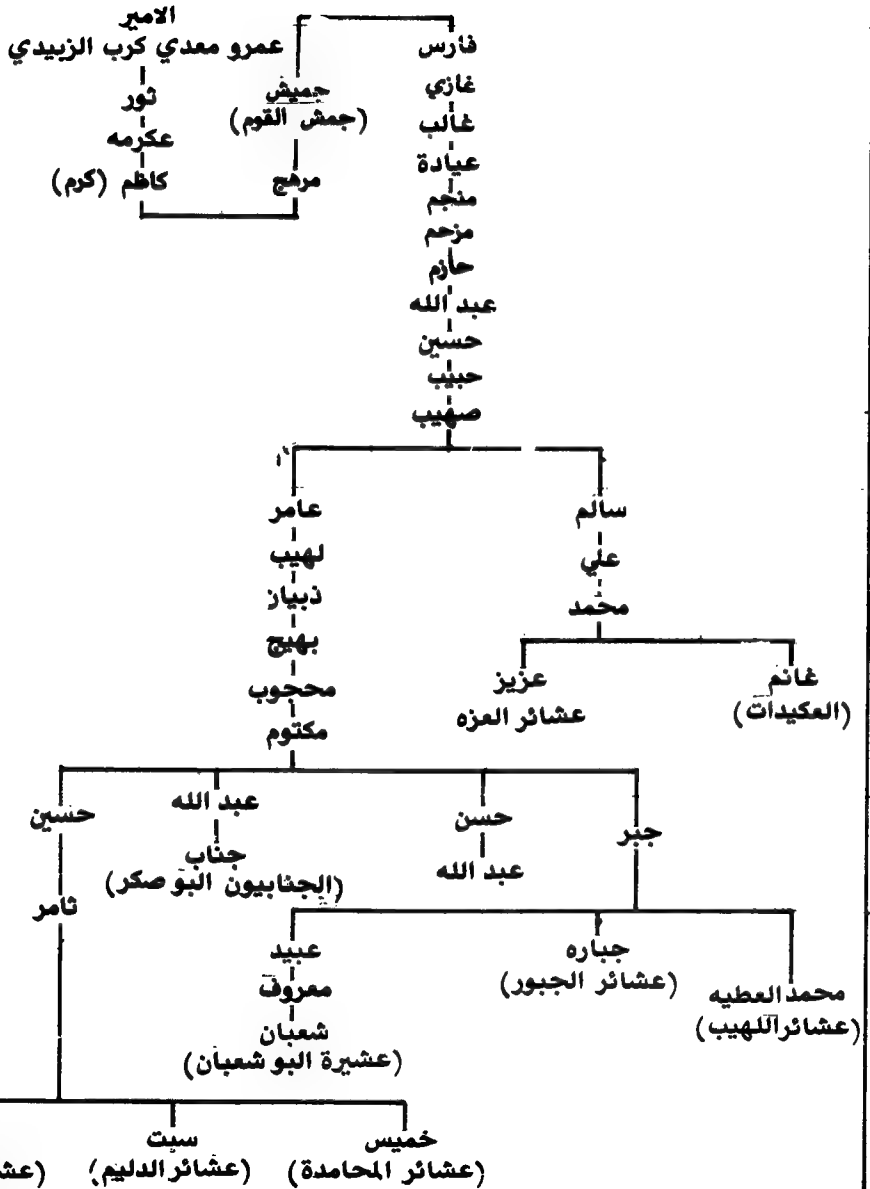 الامير
عمرو معدي كرب الزبيدي
ثور
عكرمه
كاظم (كرم)
مرهج
جميش
(جمش القوم)
فارس
غازي
غالب
عيادة
منجم
مزحم
حازم
عبد الله
حسين
حبيب
صهيب
سالم
علي
محمد
غانم
(العكيدات)
عزيز
عشائر العزه
عامر
لهيب
ذبيان
بهيج
محجوب
مكتوم
جبر
حسن
عبد الله
عبد الله
جناب
(الجنابيون البو صكر)
حسين
ثامر
محمد العطيه
(عشائر اللهيب)
جباره
(عشائر الجبور)
عبيد
معروف
شعبان
(عشيرة البو شعبان)
خميس
(عشائر المحامدة)
سبت
(عشائر الدليم)